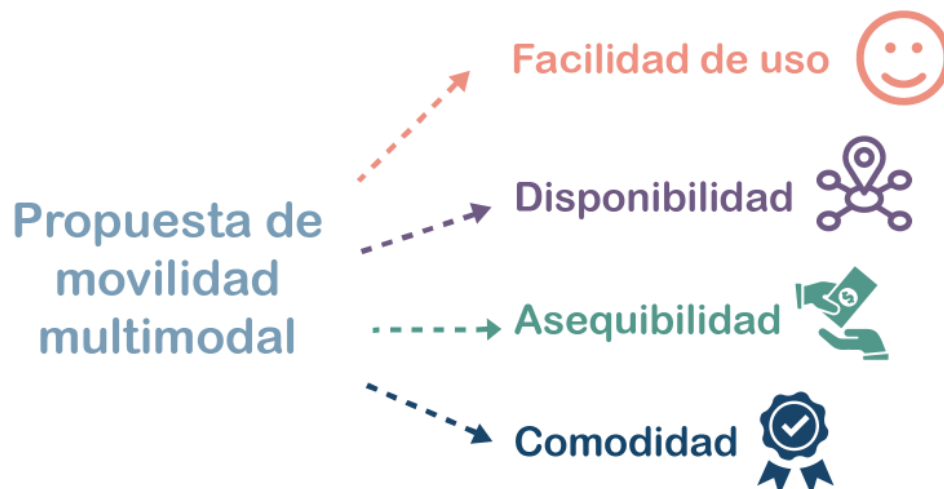 Propuesta de
movilidad
multimodal
Facilidad de uso
Disponibilidad
Asequibilidad
Comodidad